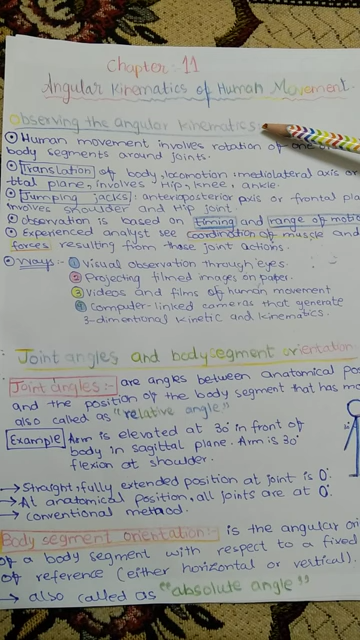 Chapter:-11
Angular Kinematics of Human Movement.
Observing the angular kinematics:
Human movement involves rotation of one
body segments around joints.
Translation of body, locomotion, mediolateral axis or
plane, involves Hip, knee, ankle.
Jumping jacks: anteroposterior axis or frontal
shoulder and Hip joint.
Observation is based on Timing and range of
Experienced analyst see coordination of muscle and
forces resulting from those joint actions.
Ways:- ① Visual observation through eyes.
② Projecting filmed images on paper.
③ Videos and films of human movement
④ Computer-linked cameras that generate
3-dimentional kinetic and kinematics.
Joint angles and body segment orientation
Joint angles:- are angles between anatomical
and the position of the body segment that has
also called as "relative angle"
Example Arm is elevated at 30° in front of
body in sagittal plane. Arm is 30°
flexion at shoulder.
→ Straight, fully extended position at joint is 0°.
→ At anatomical position, all joints are at 0°.
→ conventional method.
Body segment orientation:- is the angular
of a body segment with respect to a fixed
of reference (either horizontal or vertical).
→ also called as "absolute angle"